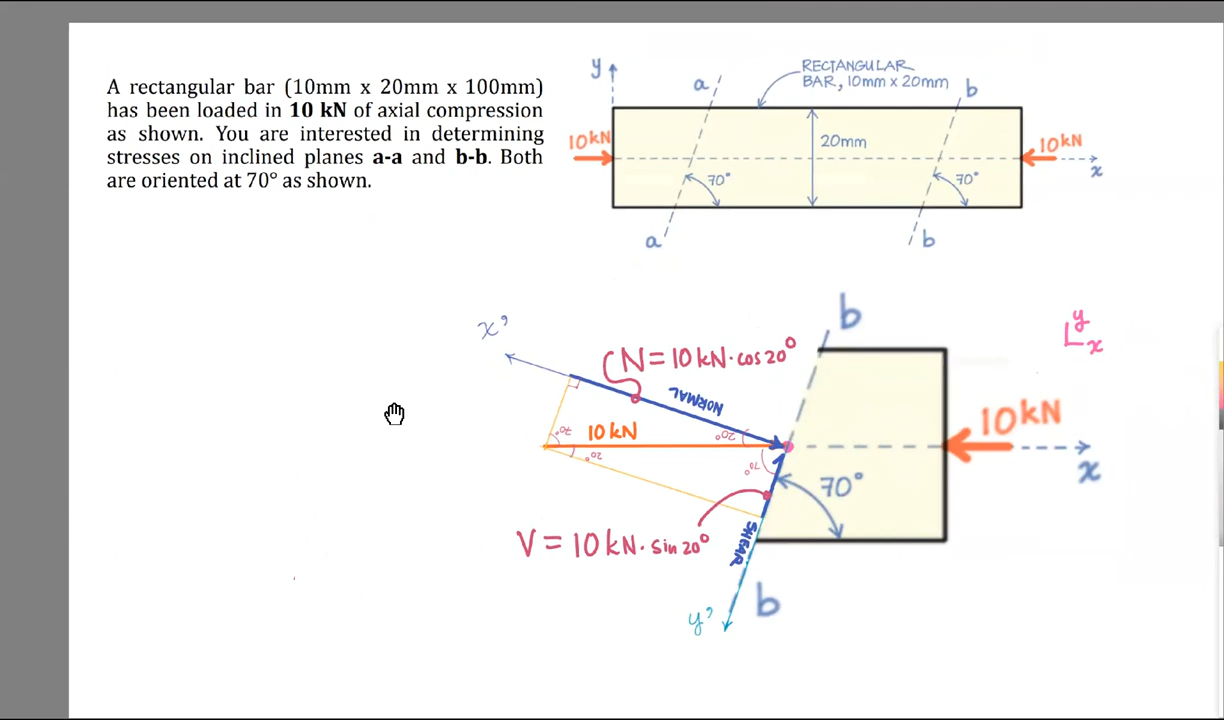 A rectangular bar (10mm x 20mm x 100mm)
has been loaded in 10 kN of axial compression
as shown. You are interested in determining
stresses on inclined planes a-a and b-b. Both
are oriented at 70° as shown.
y
a
RECTANGULAR
BAR, 10mm x 20mm
b
10kN
20mm
10kN
x
70°
70°
a
b
x'
N = 10 kN · cos 20°
b
y
x
NORMAL
70°
10 kN
20°
10kN
20°
70°
70°
x
V = 10 kN · sin 20°
SHEAR
b
y'